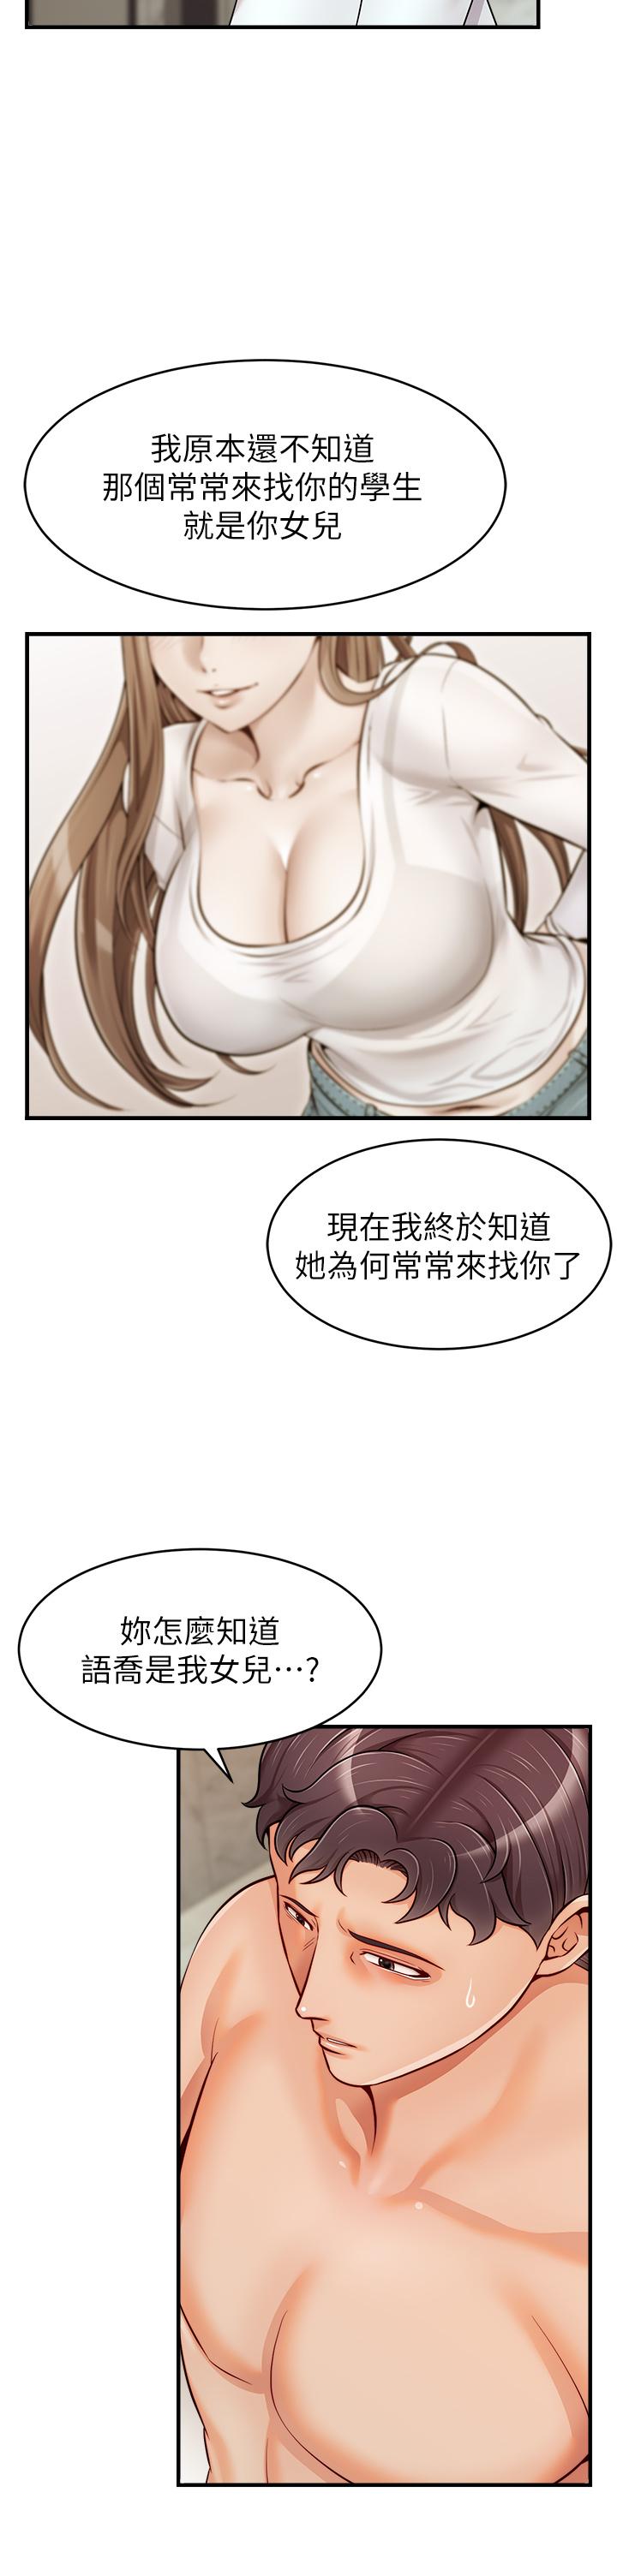 我原本還不知道
那個常常來找你的學生
就是你女兒
現在我終於知道
她為何常常來找你了
妳怎麼知道
語喬是我女兒…?